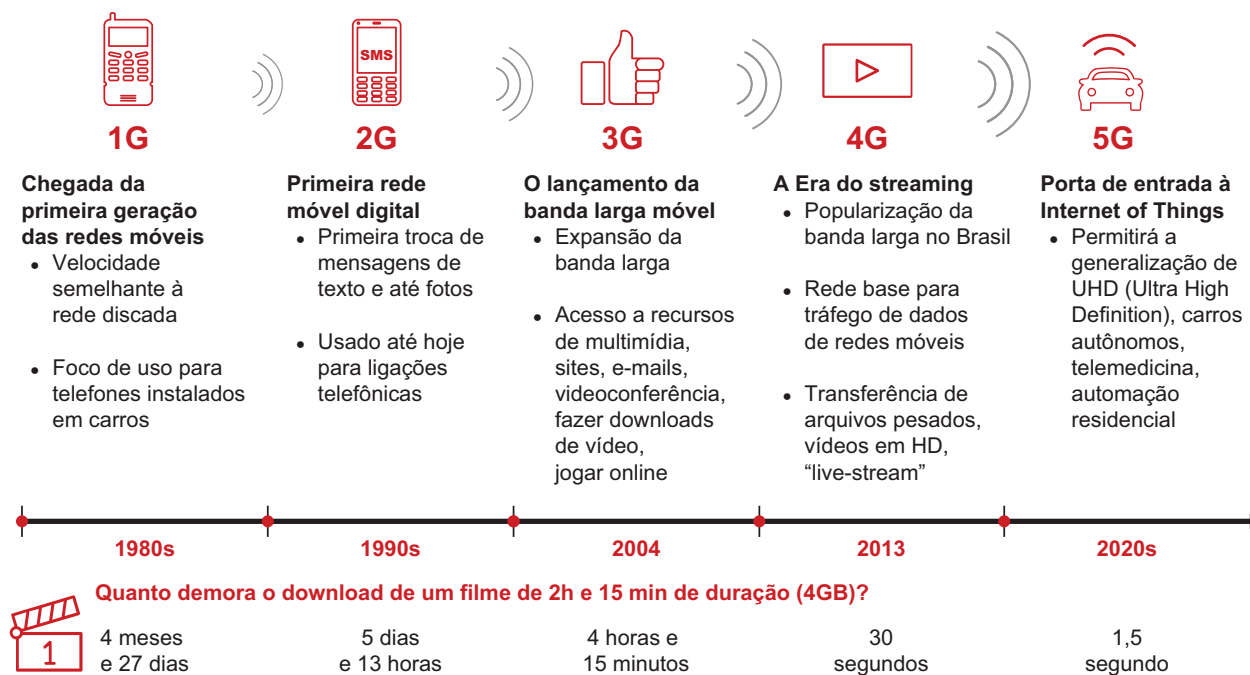 SMS
1G
2G
3G
4G
5G
Chegada da
primeira geração
das redes móveis
• Velocidade
semelhante à
rede discada
• Foco de uso para
telefones instalados
em carros
Primeira rede
móvel digital
• Primeira troca de
mensagens de
texto e até fotos
• Usado até hoje
para ligações
telefônicas
O lançamento da
banda larga móvel
• Expansão da
banda larga
• Acesso a recursos
de multimídia,
sites, e-mails,
videoconferência,
fazer downloads
de vídeo,
jogar online
A Era do streaming
• Popularização da
banda larga no Brasil
• Rede base para
tráfego de dados
de redes móveis
• Transferência de
arquivos pesados,
vídeos em HD,
“live-stream”
Porta de entrada à
Internet of Things
• Permitirá a
generalização de
UHD (Ultra High
Definition), carros
autônomos,
telemedicina,
automação
residencial
1980s
1990s
2004
2013
2020s
Quanto demora o download de um filme de 2h e 15 min de duração (4GB)?
1
4 meses
e 27 dias
5 dias
e 13 horas
4 horas e
15 minutos
30
segundos
1,5
segundo